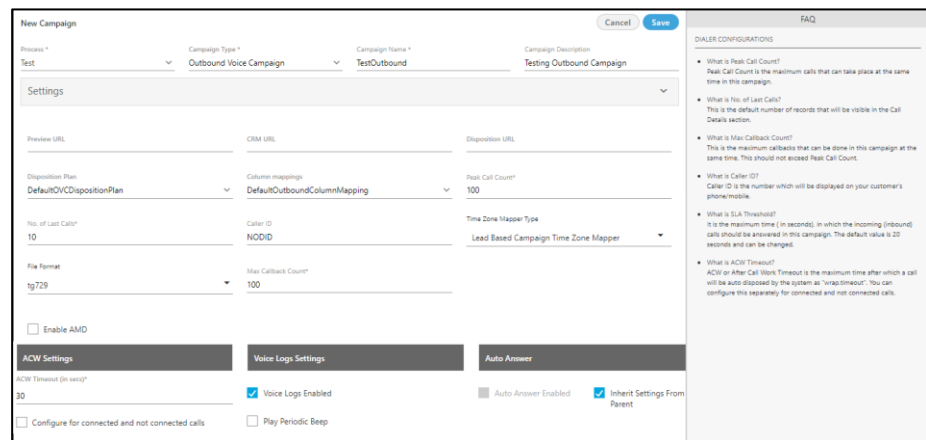 New Campaign
Cancel
Save
Process *
Campaign Type *
Campaign Name *
Campaign Description
Test
Outbound Voice Campaign
TestOutbound
Testing Outbound Campaign
Settings
Preview URL
CRM URL
Disposition URL
Disposition Plan
Column mappings
Peak Call Count*
DefaultOVCDispositionPlan
DefaultOutboundColumnMapping
100
No. of Last Calls*
Caller ID
Time Zone Mapper Type
10
NODID
Lead Based Campaign Time Zone Mapper
File Format
Max Callback Count*
tg729
100
Enable AMD
ACW Settings
Voice Logs Settings
Auto Answer
ACW Timeout (in secs)*
30
Voice Logs Enabled
Auto Answer Enabled
Inherit Settings From
Parent
Configure for connected and not connected calls
Play Periodic Beep
FAQ
DIALER CONFIGURATIONS
• What is Peak Call Count?
Peak Call Count is the maximum calls that can take place at the same
time in this campaign.
• What is No. of Last Calls?
This is the default number of records that will be visible in the Call
Details section.
• What is Max Callback Count?
This is the maximum callbacks that can be done in this campaign at the
same time. This should not exceed Peak Call Count.
• What is Caller ID?
Caller ID is the number which will be displayed on your customer's
phone/mobile.
• What is SLA Threshold?
It is the maximum time ( in seconds), in which the incoming (inbound)
calls should be answered in this campaign. The default value is 20
seconds and can be changed.
• What is ACW Timeout?
ACW or After Call Work Timeout is the maximum time after which a call
will be auto disposed by the system as "wrap.timeout". You can
configure this separately for connected and not connected calls.